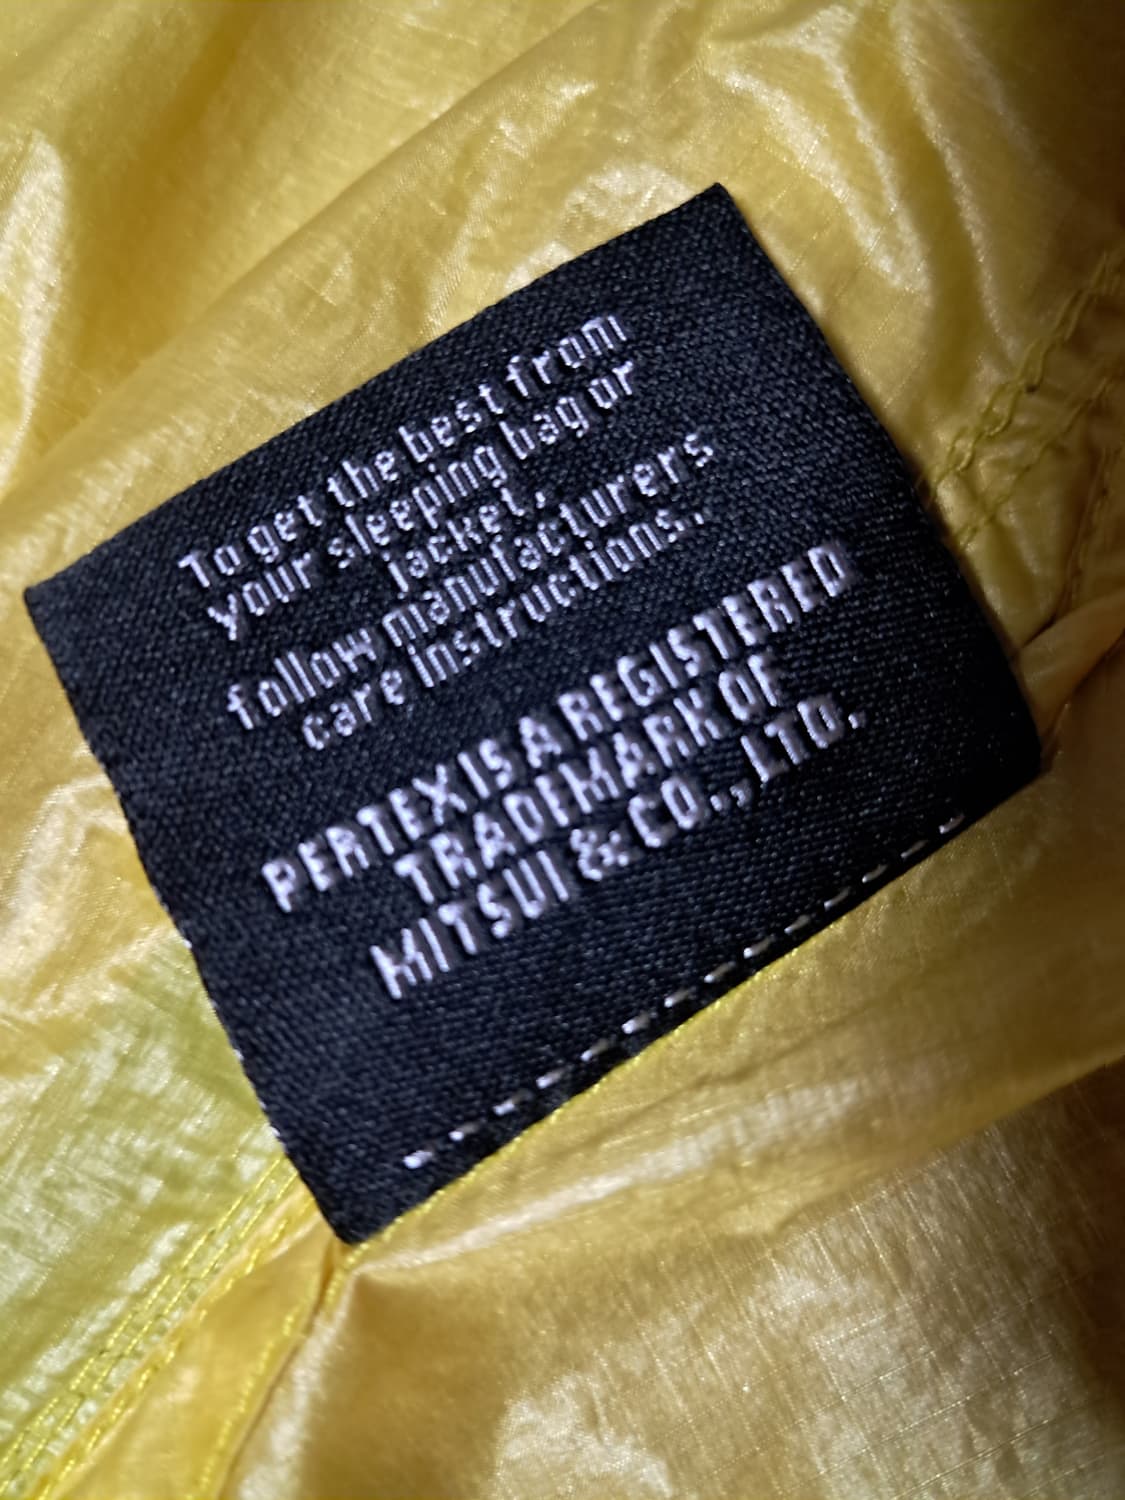 To get the best from
your sleeping bag or
jacket,
follow manufacturers
care instructions.
PERTEX IS A REGISTERED
TRADEMARK OF
MITSUI & CO., LTD.